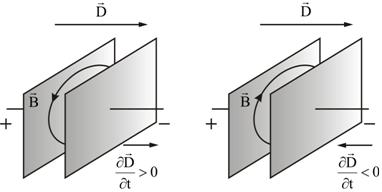 D⃗
B⃗
+
−
∂D⃗/∂t > 0
D⃗
B⃗
+
−
∂D⃗/∂t < 0